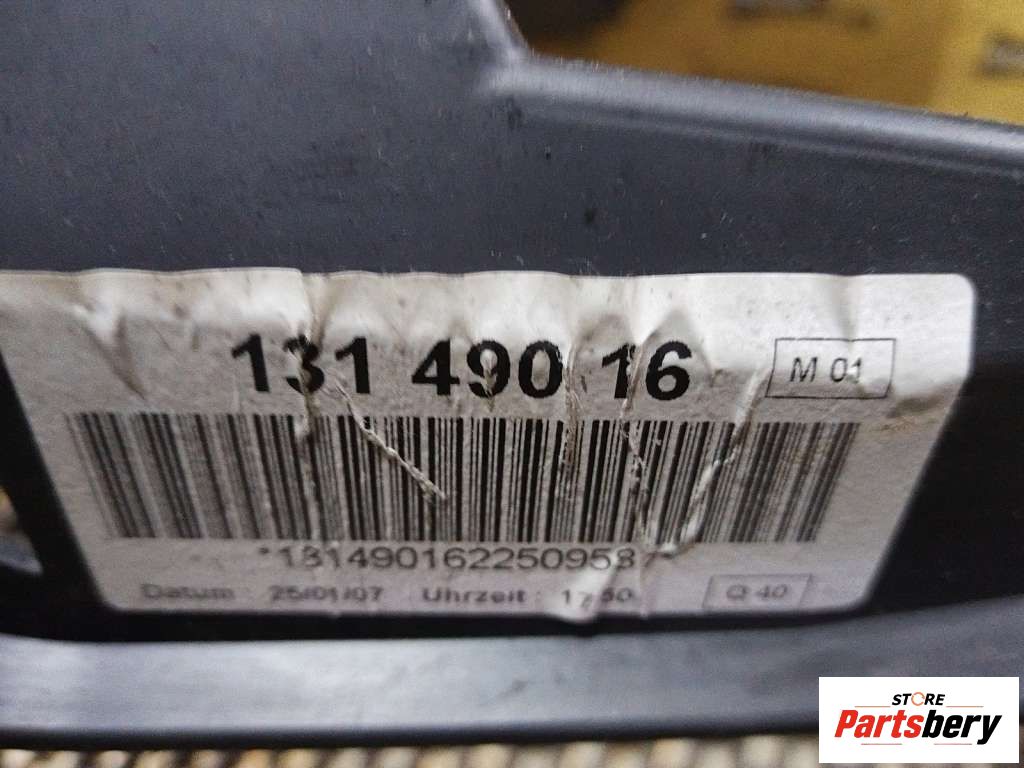 131 490 16
M 01
*131490162250958
Datum : 25/01/07 Uhrzeit :
Q 40
STORE
Partsbery